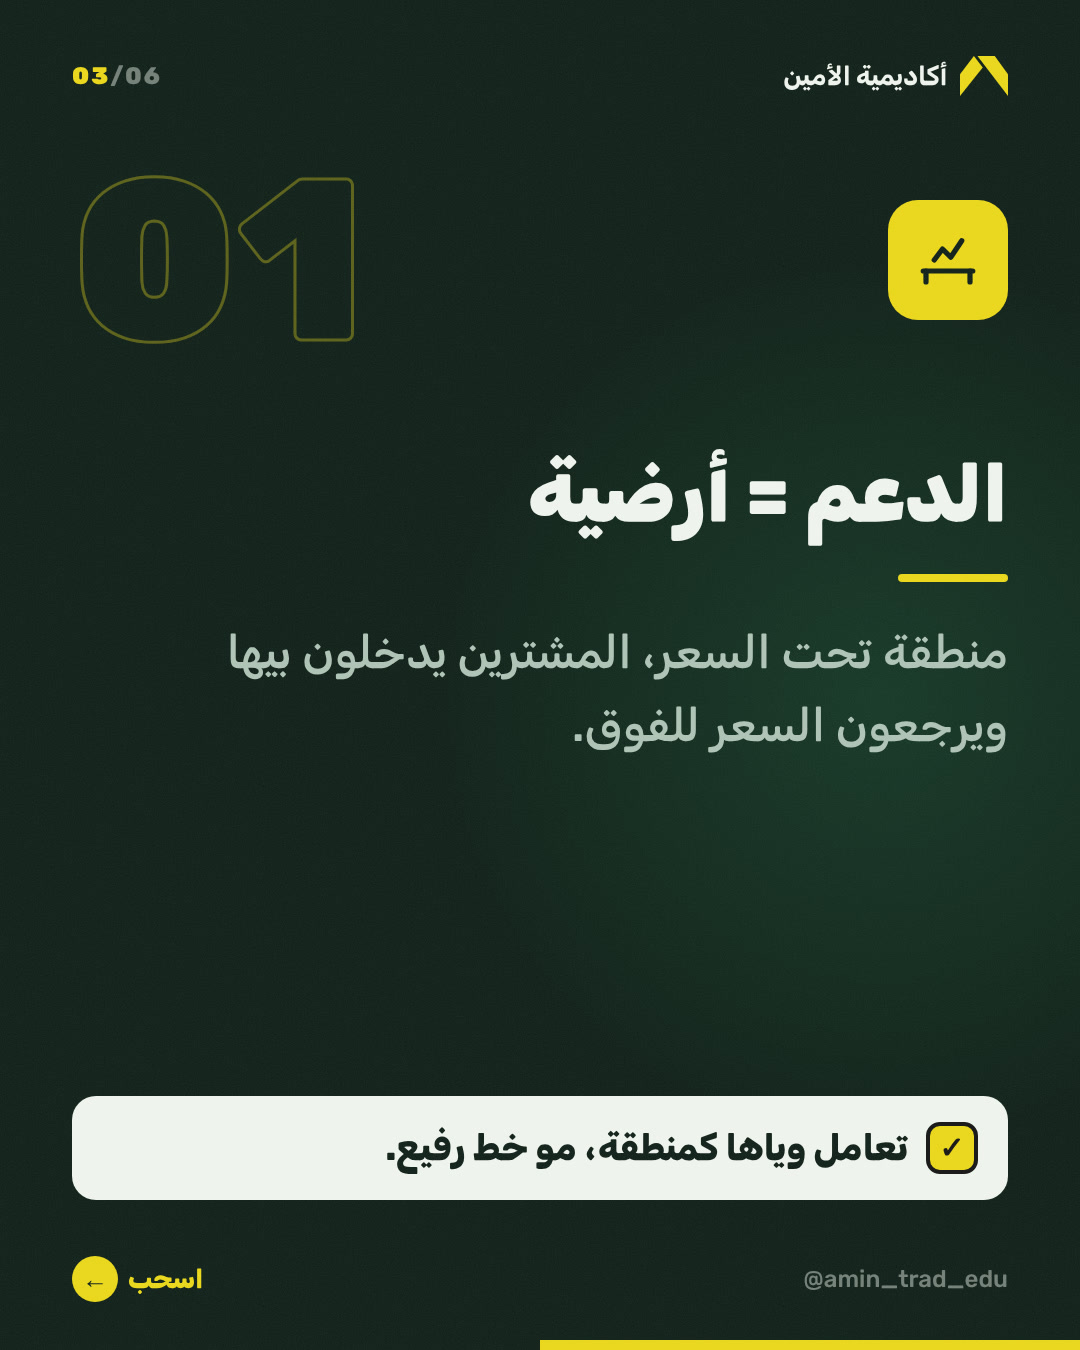 أكاديمية الأمين
03/06
01
الدعم = أرضية
منطقة تحت السعر، المشترين يدخلون بيها
ويرجعون السعر للفوق.
✓ تعامل وياها كمنطقة، مو خط رفيع.
@amin_trad_edu
اسحب ←